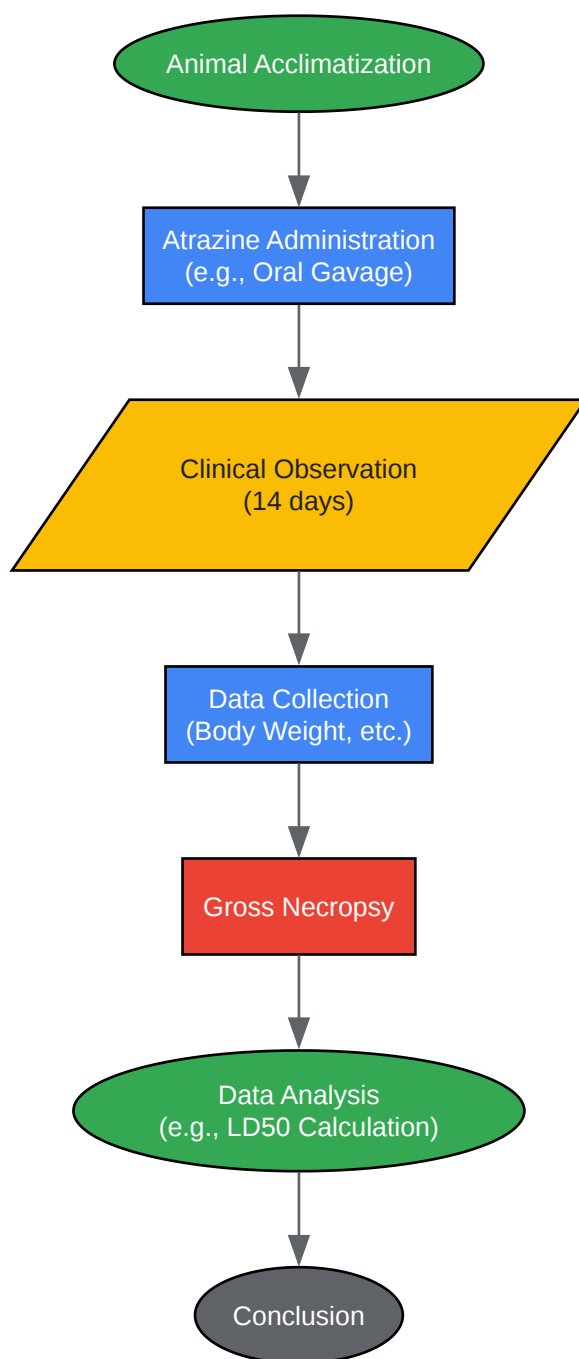 Animal Acclimatization
Atrazine Administration
(e.g., Oral Gavage)
Clinical Observation
(14 days)
Data Collection
(Body Weight, etc.)
Gross Necropsy
Data Analysis
(e.g., LD50 Calculation)
Conclusion